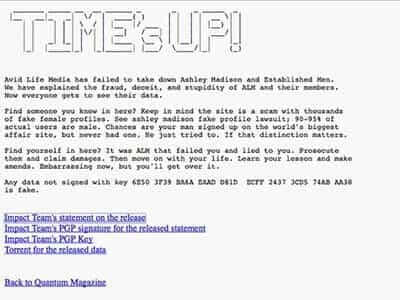 TIME'S UP!
Avid Life Media has failed to take down Ashley Madison and Established Men.
We have explained the fraud, deceit, and stupidity of ALM and their members.
Now everyone gets to see their data.
Find someone you know in here? Keep in mind the site is a scam with thousands
of fake female profiles. See ashley madison fake profile lawsuit; 90-95% of
actual users are male. Chances are your man signed up on the world's biggest
affair site, but never had one. He just tried to. If that distinction matters.
Find yourself in here? It was ALM that failed you and lied to you. Prosecute
them and claim damages. Then move on with your life. Learn your lesson and make
amends. Embarrassing now, but you'll get over it.
Any data not signed with key 6E50 3F39 BA6A EAAD D81D ECFF 2437 3CD5 74AB AA38
is fake.
Impact Team's statement on the release
Impact Team's PGP signature for the released statement
Impact Team's PGP Key
Torrent for the released data
Back to Quantum Magazine